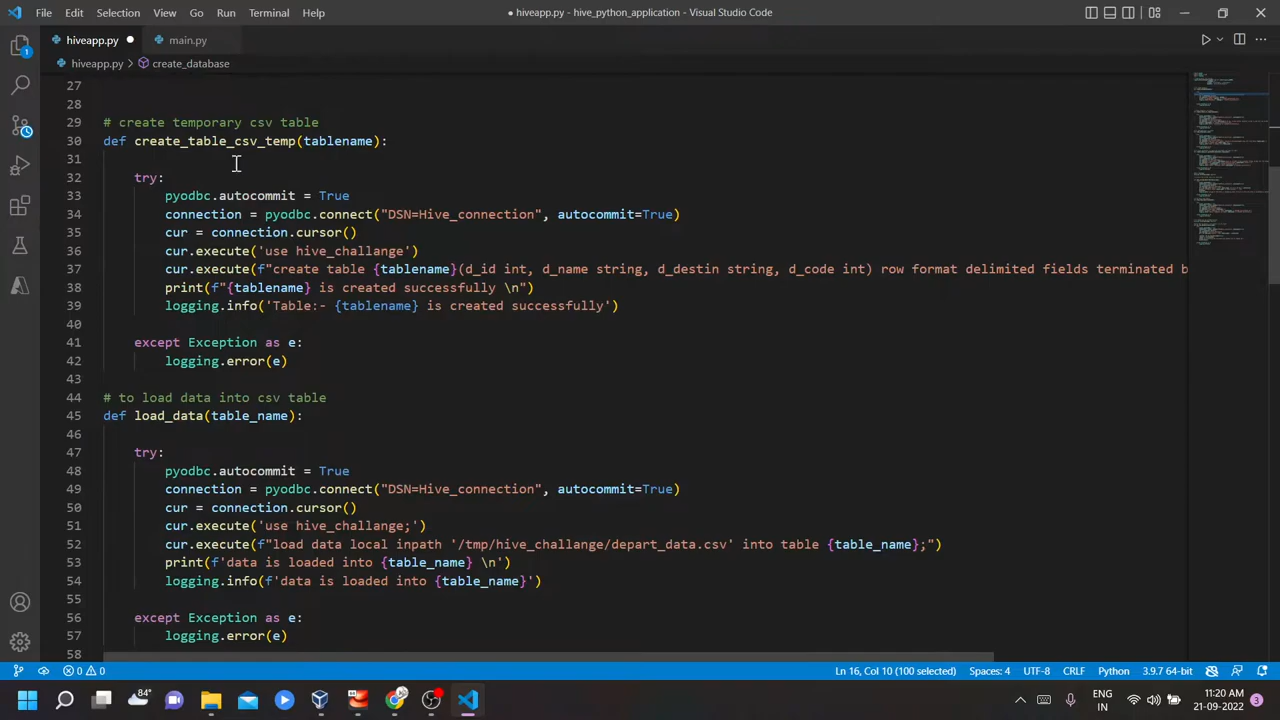 File Edit Selection View Go Run Terminal Help
● hiveapp.py - hive_python_application - Visual Studio Code
hiveapp.py ● main.py
hiveapp.py > create_database
27
28
29 # create temporary csv table
30 def create_table_csv_temp(tablename):
31
32 try:
33 pyodbc.autocommit = True
34 connection = pyodbc.connect("DSN=Hive_connection", autocommit=True)
35 cur = connection.cursor()
36 cur.execute('use hive_challange')
37 cur.execute(f"create table {tablename}(d_id int, d_name string, d_destin string, d_code int) row format delimited fields terminated b
38 print(f"{tablename} is created successfully \n")
39 logging.info('Table:- {tablename} is created successfully')
40
41 except Exception as e:
42 logging.error(e)
43
44 # to load data into csv table
45 def load_data(table_name):
46
47 try:
48 pyodbc.autocommit = True
49 connection = pyodbc.connect("DSN=Hive_connection", autocommit=True)
50 cur = connection.cursor()
51 cur.execute('use hive_challange;')
52 cur.execute(f"load data local inpath '/tmp/hive_challange/depart_data.csv' into table {table_name};")
53 print(f'data is loaded into {table_name} \n')
54 logging.info(f'data is loaded into {table_name}')
55
56 except Exception as e:
57 logging.error(e)
58
0 0 Ln 16, Col 10 (100 selected) Spaces: 4 UTF-8 CRLF Python 3.9.7 64-bit
84° ENG IN 11:20 AM 21-09-2022 3